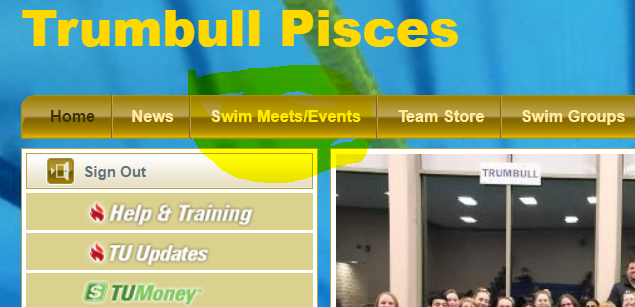 Trumbull Pisces
Home News Swim Meets/Events Team Store Swim Groups
Sign Out
TRUMBULL
Help & Training
TU Updates
TUMoney